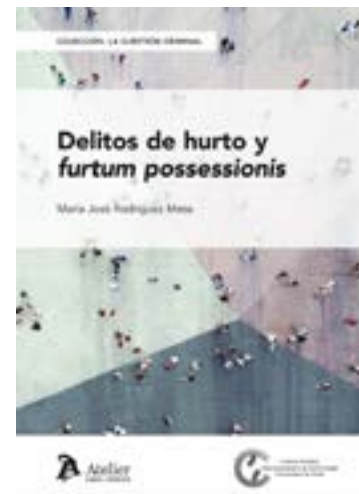 COLECCIÓN: LA CUESTIÓN CRIMINAL
Delitos de hurto y
furtum possessionis
María José Rodríguez Mesa
Atelier